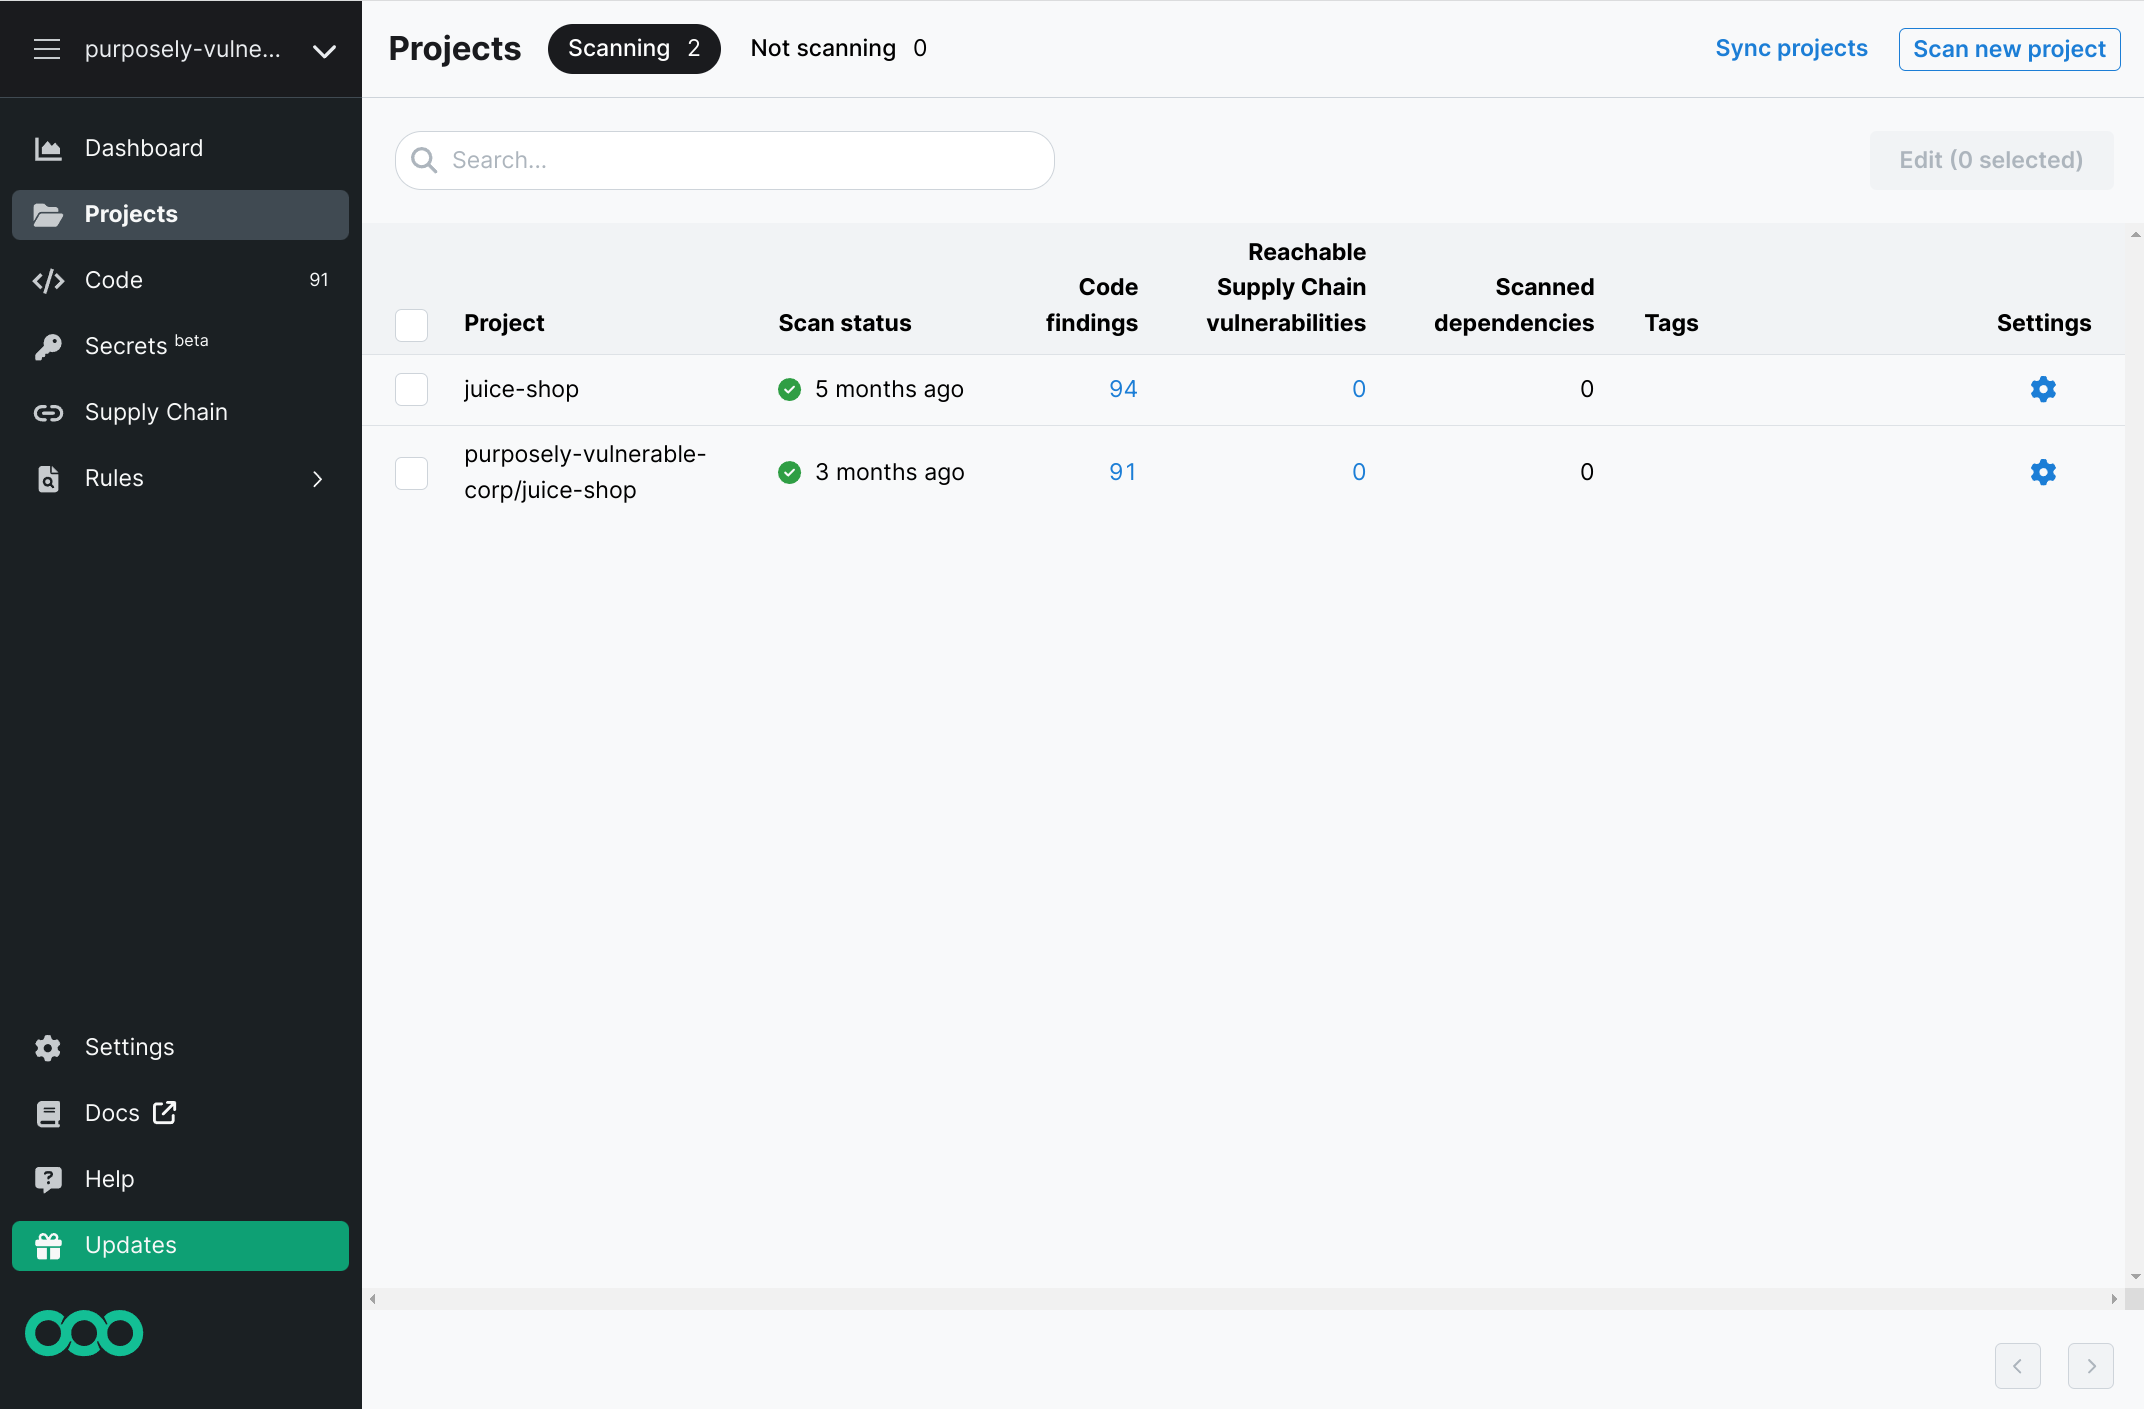 purposely-vulne...
Dashboard
Projects
Code 91
Secrets beta
Supply Chain
Rules
Settings
Docs
Help
Updates
Projects Scanning 2 Not scanning 0 Sync projects Scan new project
Search... Edit (0 selected)
Project
Scan status
Code
findings
Reachable
Supply Chain
vulnerabilities
Scanned
dependencies
Tags
Settings
juice-shop 5 months ago 94 0 0
purposely-vulnerable-
corp/juice-shop
3 months ago 91 0 0